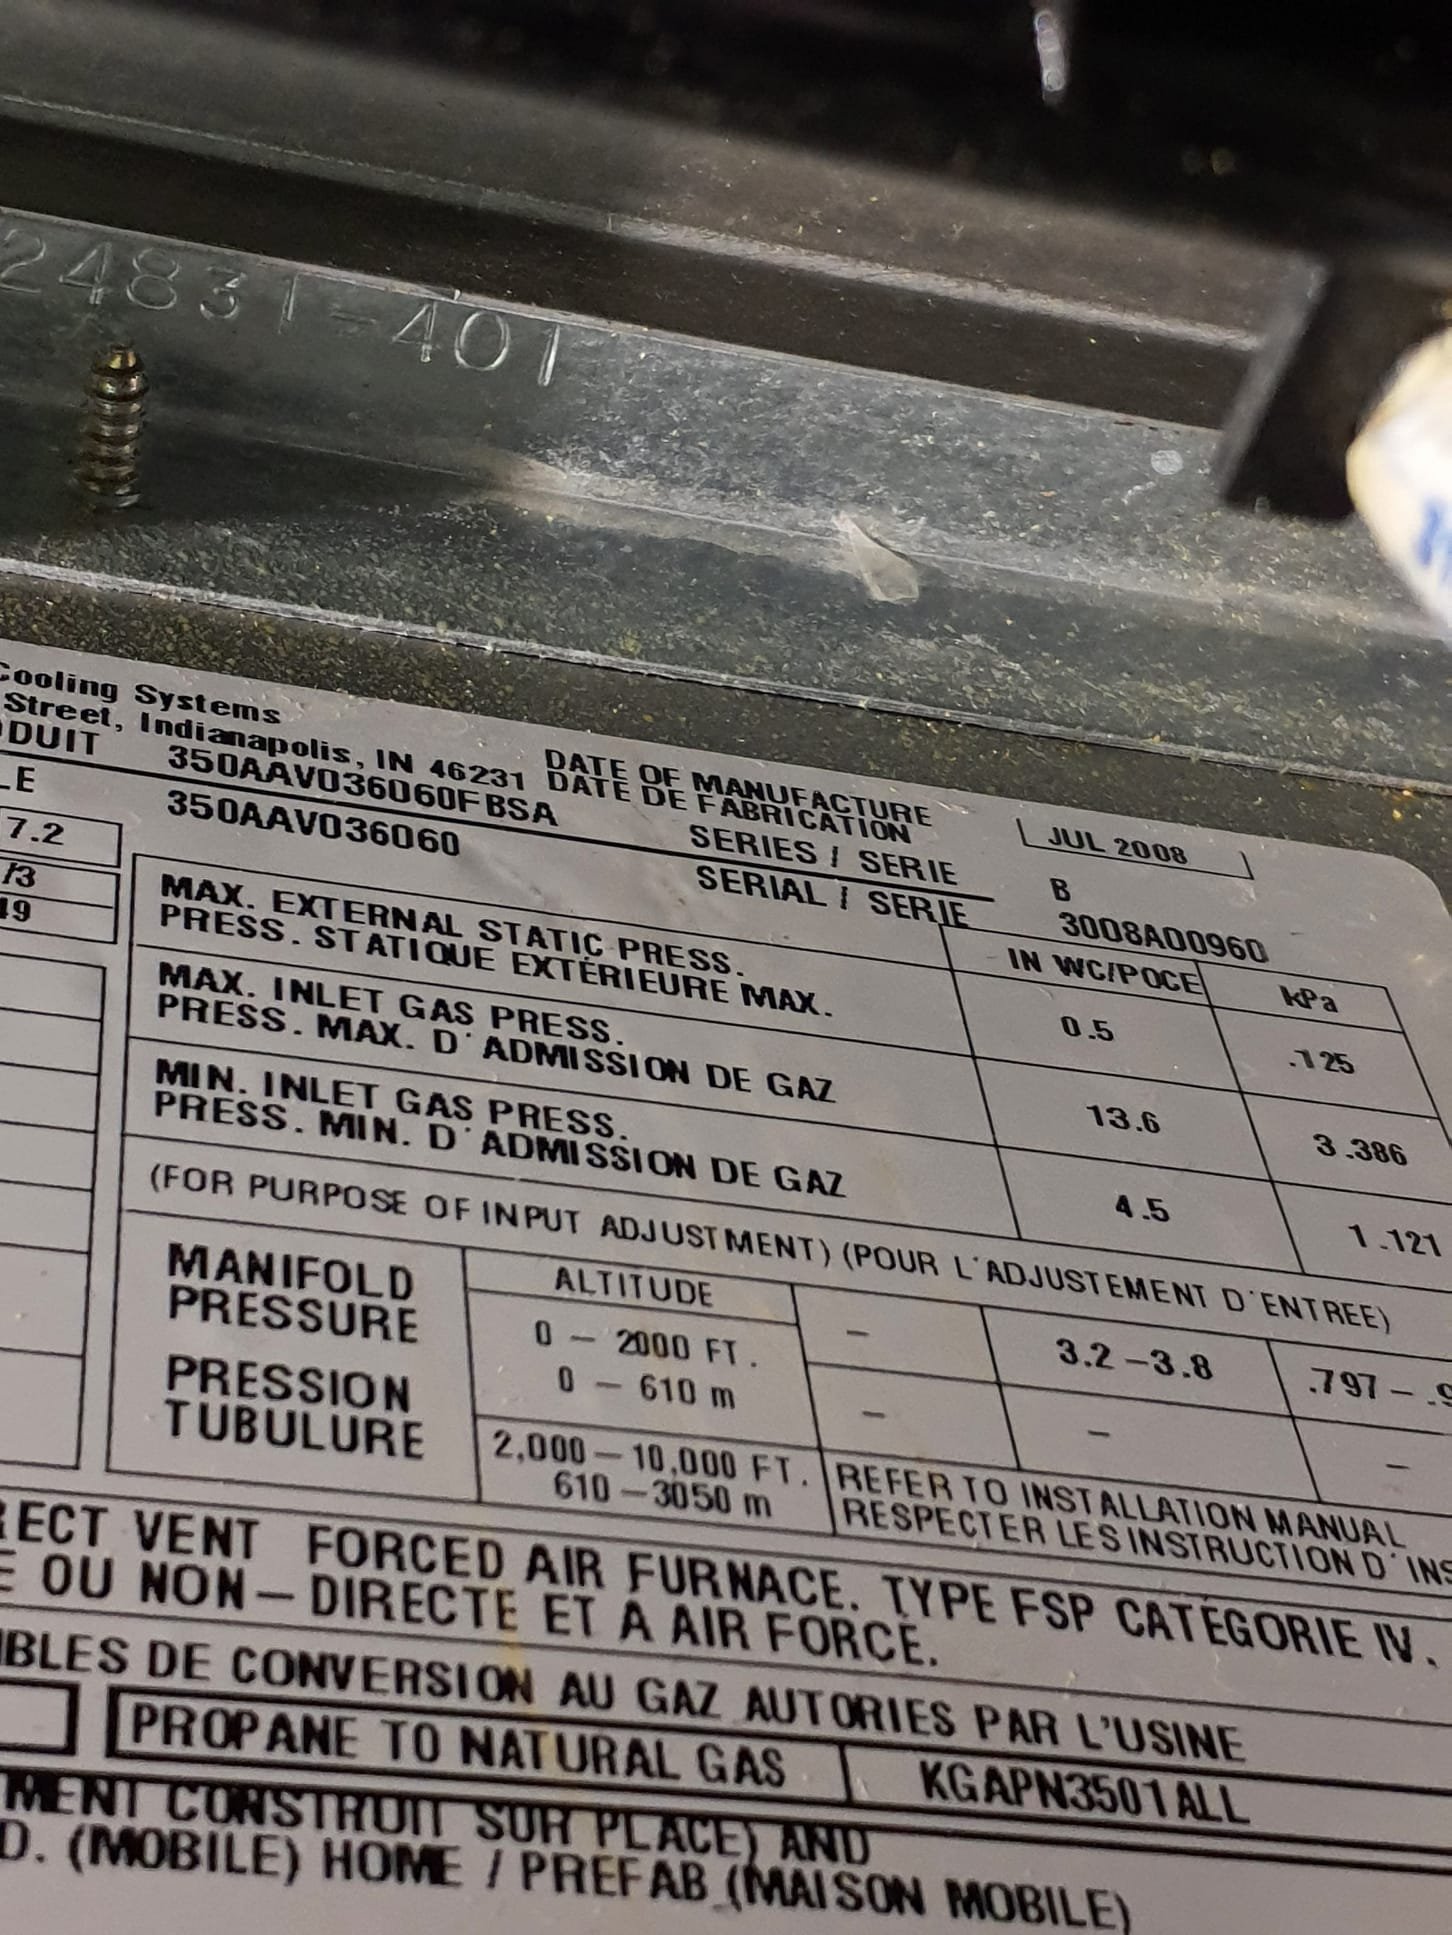 24831-401
Cooling Systems
Street, Indianapolis, IN 46231
DATE OF MANUFACTURE
DATE DE FABRICATION
JUL 2008
ODUIT 350AAV036060FBSA
SERIES / SERIE B
LE 350AAV036060
SERIAL / SERIE 3008A00960
7.2
/3
49
IN WC/POCE kPa
MAX. EXTERNAL STATIC PRESS.
PRESS. STATIQUE EXTÉRIEURE MAX.
0.5 .125
MAX. INLET GAS PRESS.
PRESS. MAX. D'ADMISSION DE GAZ
13.6 3.386
MIN. INLET GAS PRESS.
PRESS. MIN. D'ADMISSION DE GAZ
4.5 1.121
(FOR PURPOSE OF INPUT ADJUSTMENT) (POUR L'ADJUSTEMENT D'ENTREE)
MANIFOLD
PRESSURE
PRESSION
TUBULURE
ALTITUDE
0 - 2000 FT.
0 - 610 m
- 3.2-3.8 .797-.9
- - -
2,000-10,000 FT.
610-3050 m
REFER TO INSTALLATION MANUAL
RESPECTER LES INSTRUCTION D'INS
RECT VENT FORCED AIR FURNACE. TYPE FSP CATÉGORIE IV.
E OU NON-DIRECTE ET A AIR FORCE.
IBLES DE CONVERSION AU GAZ AUTORIES PAR L'USINE
PROPANE TO NATURAL GAS KGAPN3501ALL
MENT CONSTRUIT SUR PLACE) AND
D. (MOBILE) HOME / PREFAB (MAISON MOBILE)